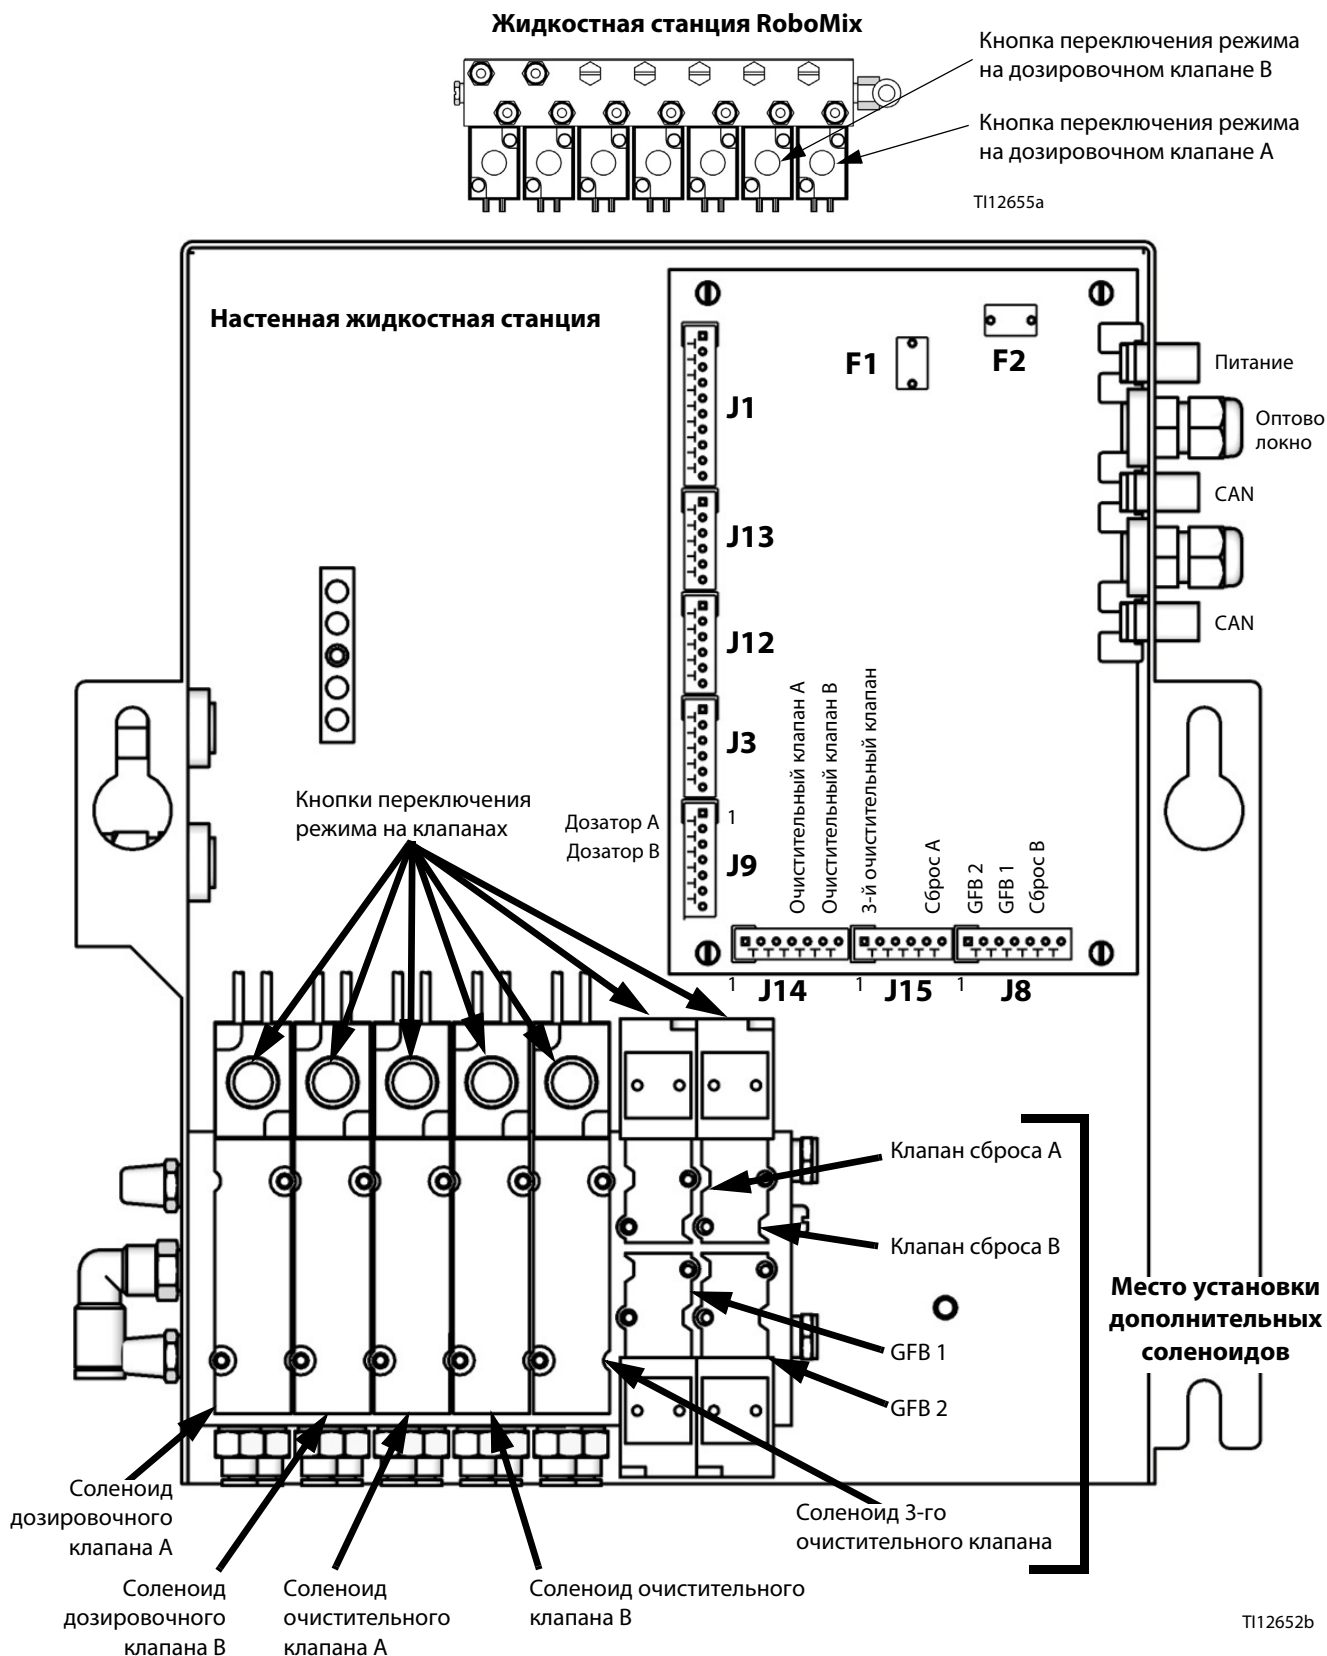 Жидкостная станция RoboMix
Кнопка переключения режима
на дозировочном клапане B
Кнопка переключения режима
на дозировочном клапане A
TI12655a
Настенная жидкостная станция
F1
F2
J1
J13
J12
J3
J9
Питание
Оптово
локно
CAN
CAN
Кнопки переключения
режима на клапанах
Дозатор A
Дозатор B
1
Очистительный клапан A
Очистительный клапан B
3-й очистительный клапан
Сброс A
GFB 2
GFB 1
Сброс B
1
J14
1
J15
1
J8
Клапан сброса A
Клапан сброса B
GFB 1
GFB 2
Место установки
дополнительных
соленоидов
Соленоид
дозировочного
клапана A
Соленоид 3-го
очистительного клапана
Соленоид
дозировочного
клапана B
Соленоид
очистительного
клапана A
Соленоид очистительного
клапана B
TI12652b